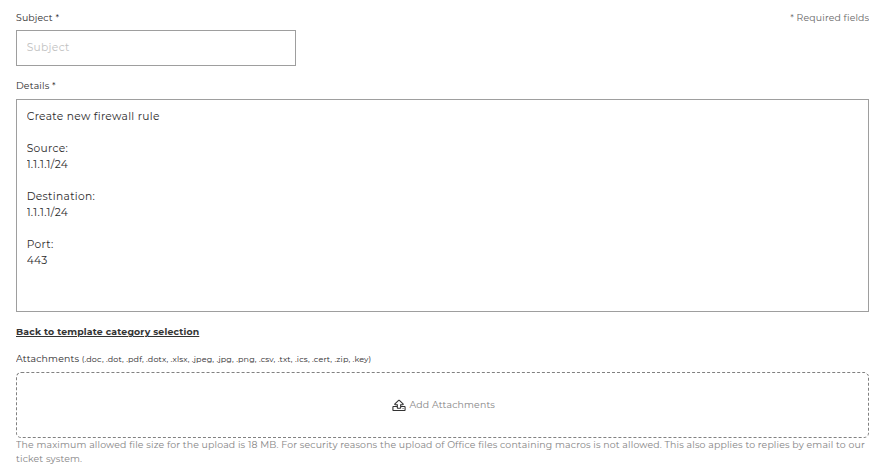 Subject *
* Required fields
Subject
Details *
Create new firewall rule
Source:
1.1.1.1/24
Destination:
1.1.1.1/24
Port:
443
Back to template category selection
Attachments (.doc, .dot, .pdf, .dotx, .xlsx, .jpeg, .jpg, .png, .csv, .txt, .ics, .cert, .zip, .key)
Add Attachments
The maximum allowed file size for the upload is 18 MB. For security reasons the upload of Office files containing macros is not allowed. This also applies to replies by email to our
ticket system.